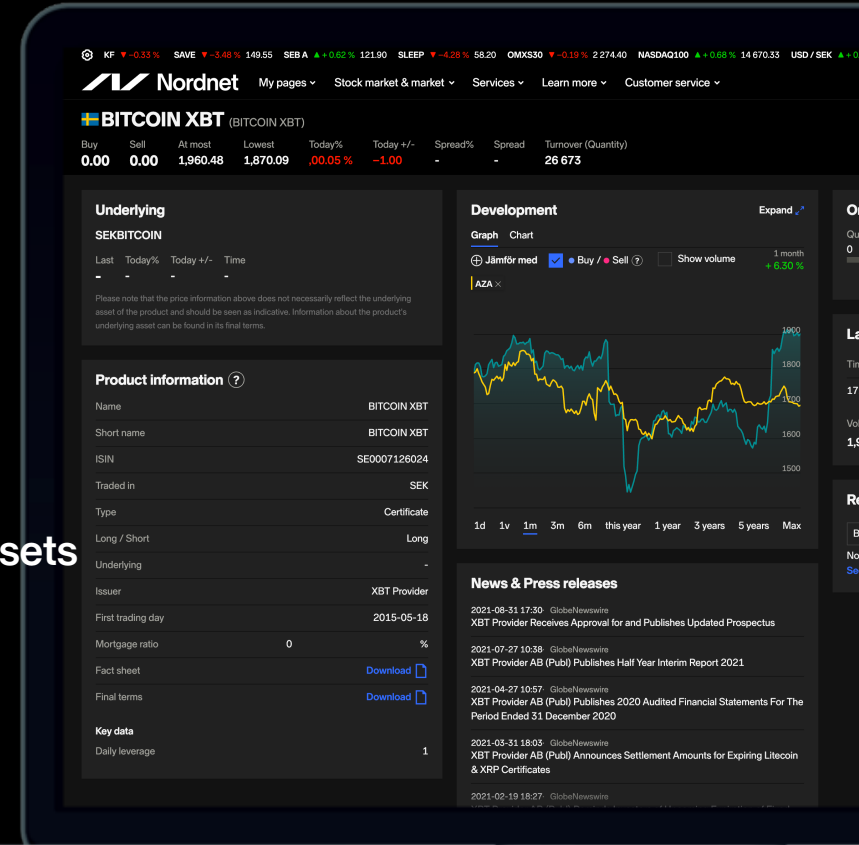 KF ▼−0.33 % SAVE ▼−3.48 % 149.55 SEB A ▲+0.62 % 121.90 SLEEP ▼−4.28 % 58.20 OMXS30 ▼−0.19 % 2 274.40 NASDAQ100 ▲+0.68 % 14 670.33 USD / SEK ▲+0
Nordnet My pages Stock market & market Services Learn more Customer service
BITCOIN XBT (BITCOIN XBT)
Buy Sell At most Lowest Today% Today +/- Spread% Spread Turnover (Quantity)
0.00 0.00 1,960.48 1,870.09 ,00.05 % −1.00 - - 26 673
Underlying
SEKBITCOIN
Last Today% Today +/- Time
- - - -
Please note that the price information above does not necessarily reflect the underlying
asset of the product and should be seen as indicative. Information about the product's
underlying asset can be found in its final terms.
Product information ?
Name BITCOIN XBT
Short name BITCOIN XBT
ISIN SE0007126024
Traded in SEK
Type Certificate
Long / Short Long
Underlying -
Issuer XBT Provider
First trading day 2015-05-18
Mortgage ratio 0 %
Fact sheet Download
Final terms Download
Key data
Daily leverage 1
sets
Development Expand
Graph Chart
Jämför med Buy / Sell ? Show volume 1 month
+ 6.30 %
AZA ×
1900
1800
1700
1600
1500
1d 1v 1m 3m 6m this year 1 year 3 years 5 years Max
News & Press releases
2021-08-31 17:30· GlobeNewswire
XBT Provider Receives Approval for and Publishes Updated Prospectus
2021-07-27 10:38· GlobeNewswire
XBT Provider AB (Publ) Publishes Half Year Interim Report 2021
2021-04-27 10:57· GlobeNewswire
XBT Provider AB (Publ) Publishes 2020 Audited Financial Statements For The
Period Ended 31 December 2020
2021-03-31 18:03· GlobeNewswire
XBT Provider AB (Publ) Announces Settlement Amounts for Expiring Litecoin
& XRP Certificates
2021-02-19 18:27· GlobeNewswire
Qu
0
La
17
1,9
Re
B
No
Se